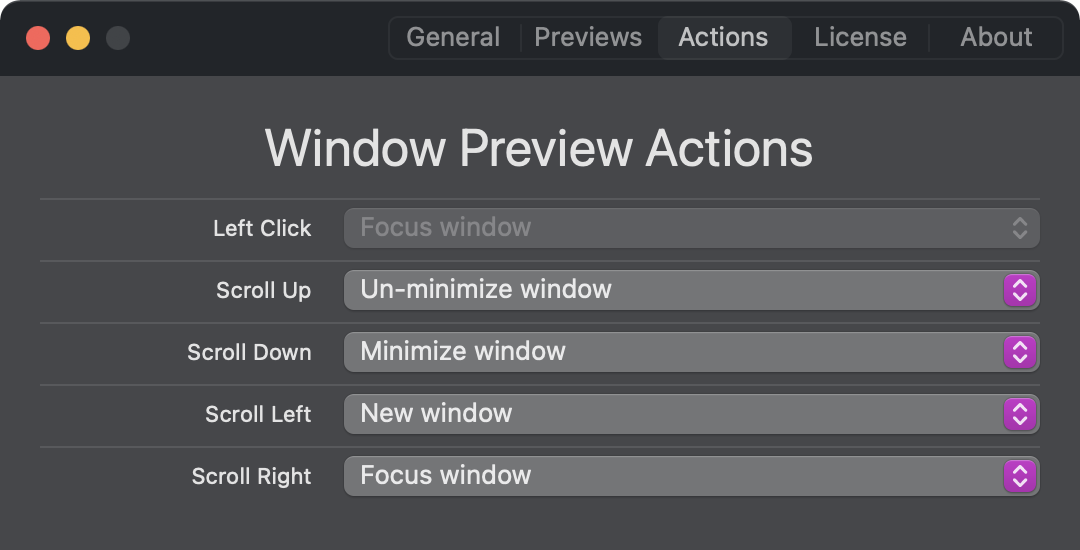 General Previews Actions License About
Window Preview Actions
Left Click Focus window
Scroll Up Un-minimize window
Scroll Down Minimize window
Scroll Left New window
Scroll Right Focus window